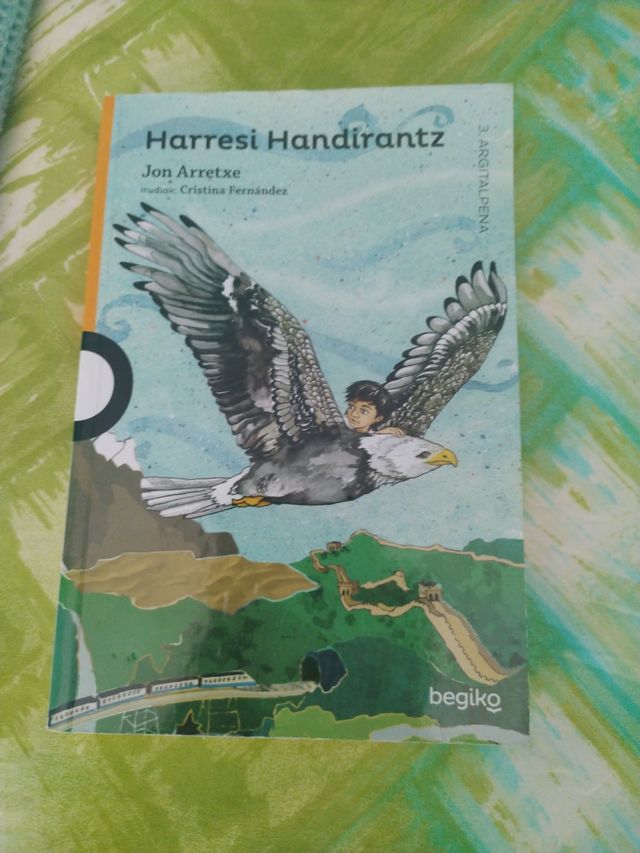 Harresi Handirantz
Jon Arretxe
Irudiak: Cristina Fernández
3. ARGITALPENA
begiko